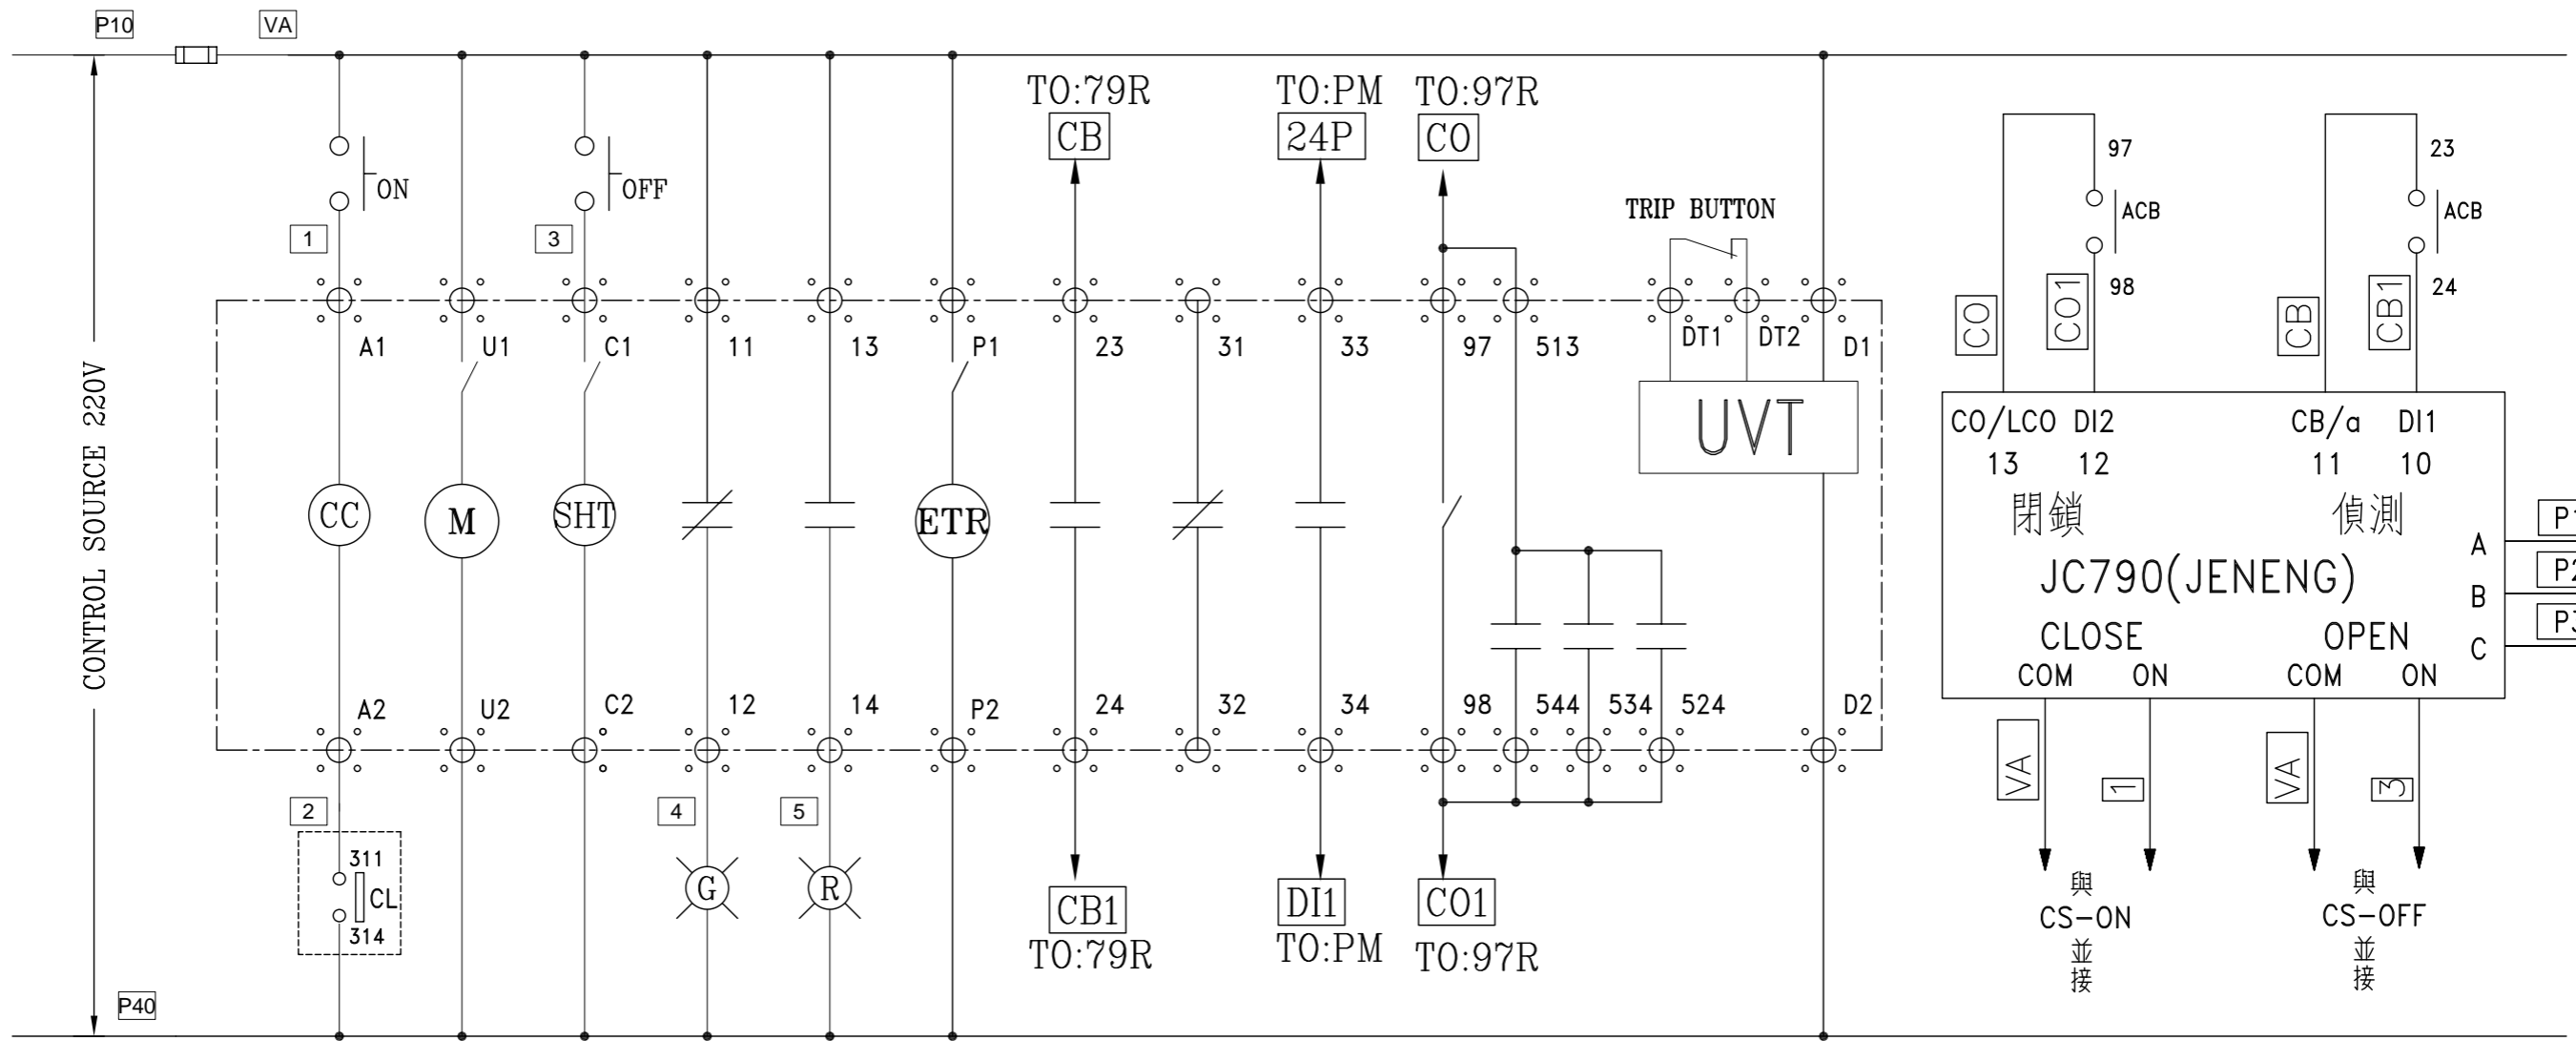 P10
VA
TO:79R
CB
TO:PM
24P
TO:97R
CO
ON
OFF
1
3
TRIP BUTTON
97
ACB
98
23
ACB
24
CO
CO1
CB
CB1
CONTROL SOURCE 220V
A1
U1
C1
11
13
P1
23
31
33
97
513
DT1
DT2
D1
UVT
CC
M
SHT
ETR
CO/LCO DI2
13 12
閉鎖
CB/a DI1
11 10
偵測
JC790(JENENG)
A
B
C
CLOSE
COM ON
OPEN
COM ON
A2
U2
C2
12
14
P2
24
32
34
98
544
534
524
D2
2
4
5
311
CL
314
G
R
CB1
TO:79R
DI1
TO:PM
CO1
TO:97R
VA
1
VA
3
與
CS-ON
並
接
與
CS-OFF
並
接
P40